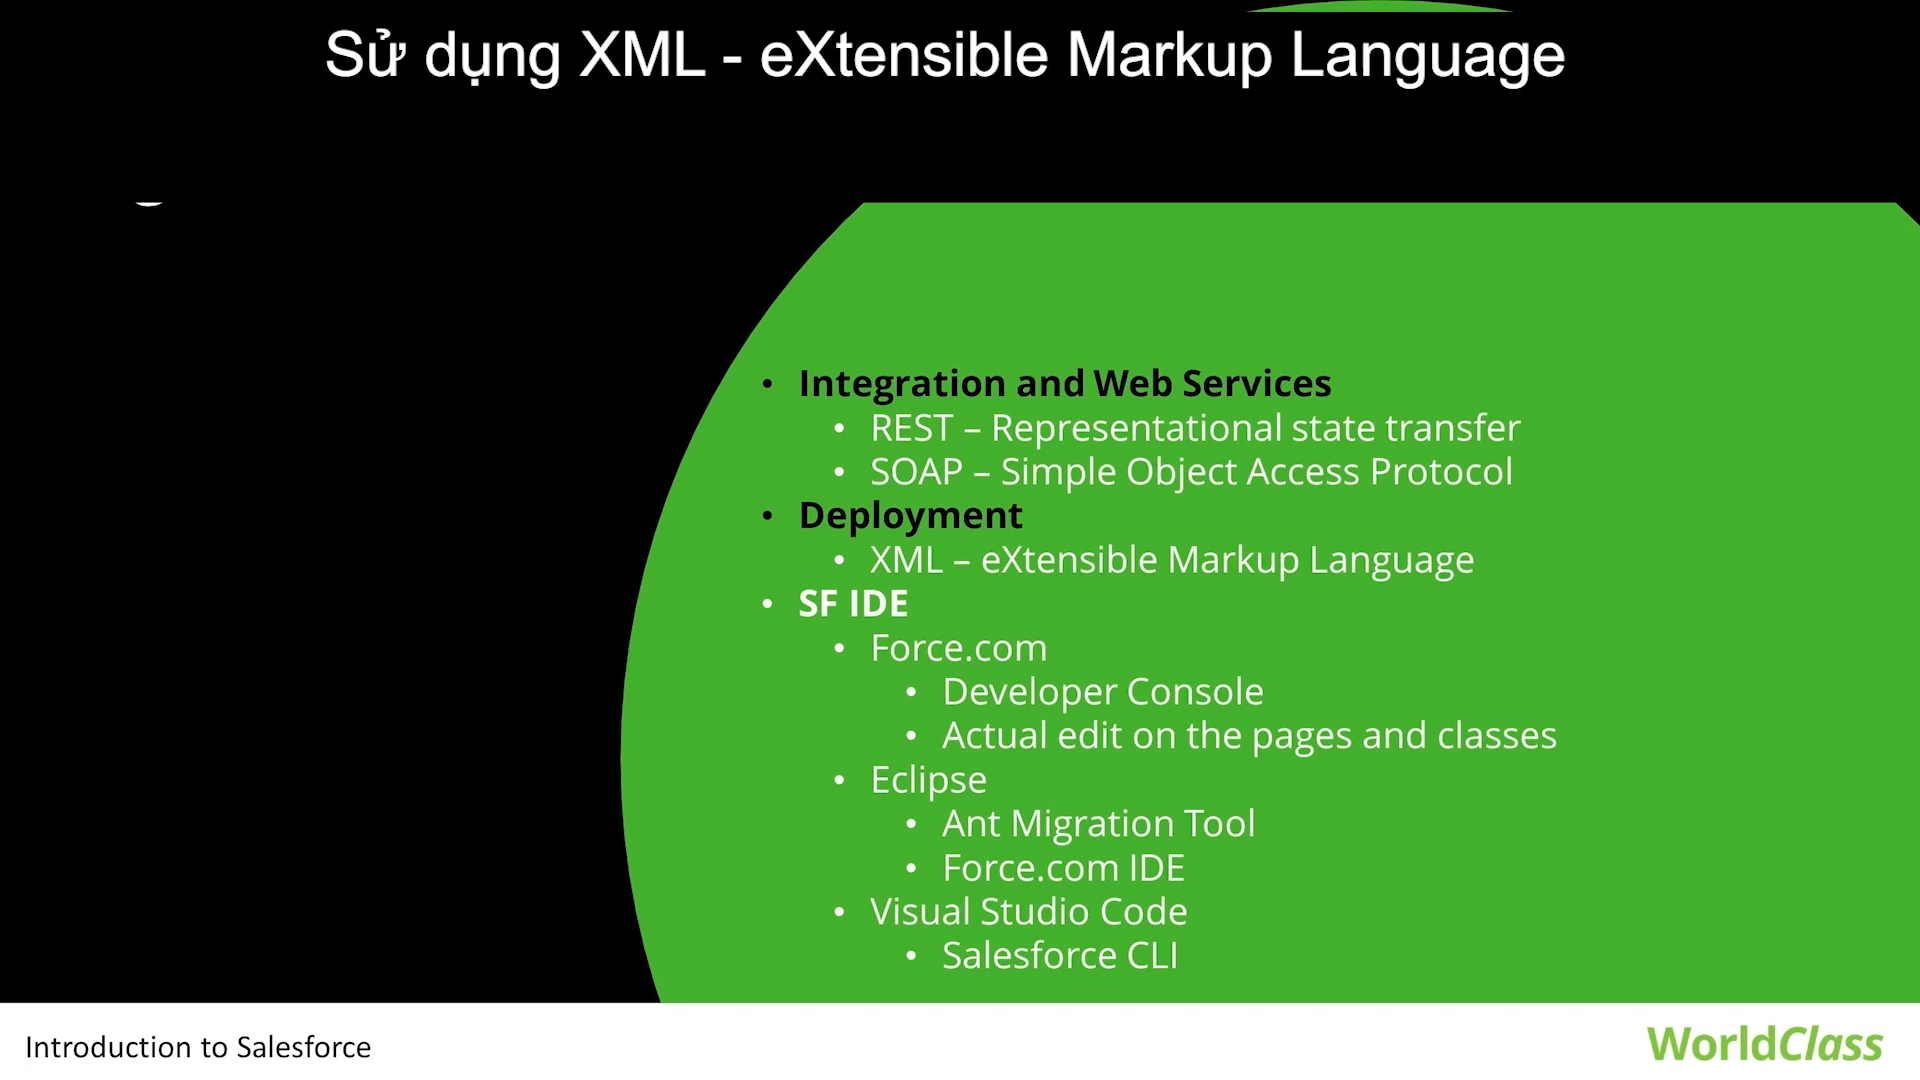 Sử dụng XML - eXtensible Markup Language
• Integration and Web Services
• REST – Representational state transfer
• SOAP – Simple Object Access Protocol
• Deployment
• XML – eXtensible Markup Language
• SF IDE
• Force.com
• Developer Console
• Actual edit on the pages and classes
• Eclipse
• Ant Migration Tool
• Force.com IDE
• Visual Studio Code
• Salesforce CLI
Introduction to Salesforce
WorldClass